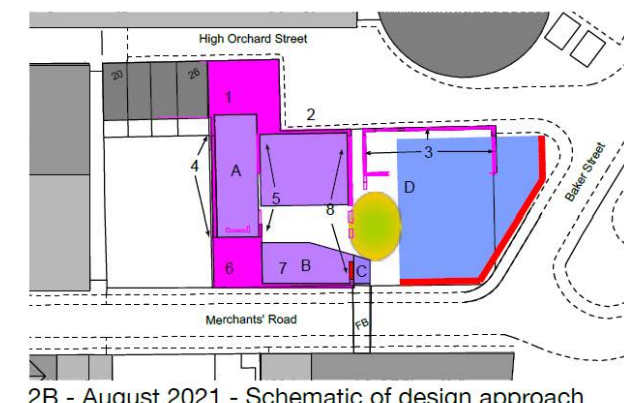 High Orchard Street
20
26
1
2
3
4
A
5
D
8
Baker Street
6
7
B
C
Merchants' Road
FB
2B - August 2021 - Schematic of design approach